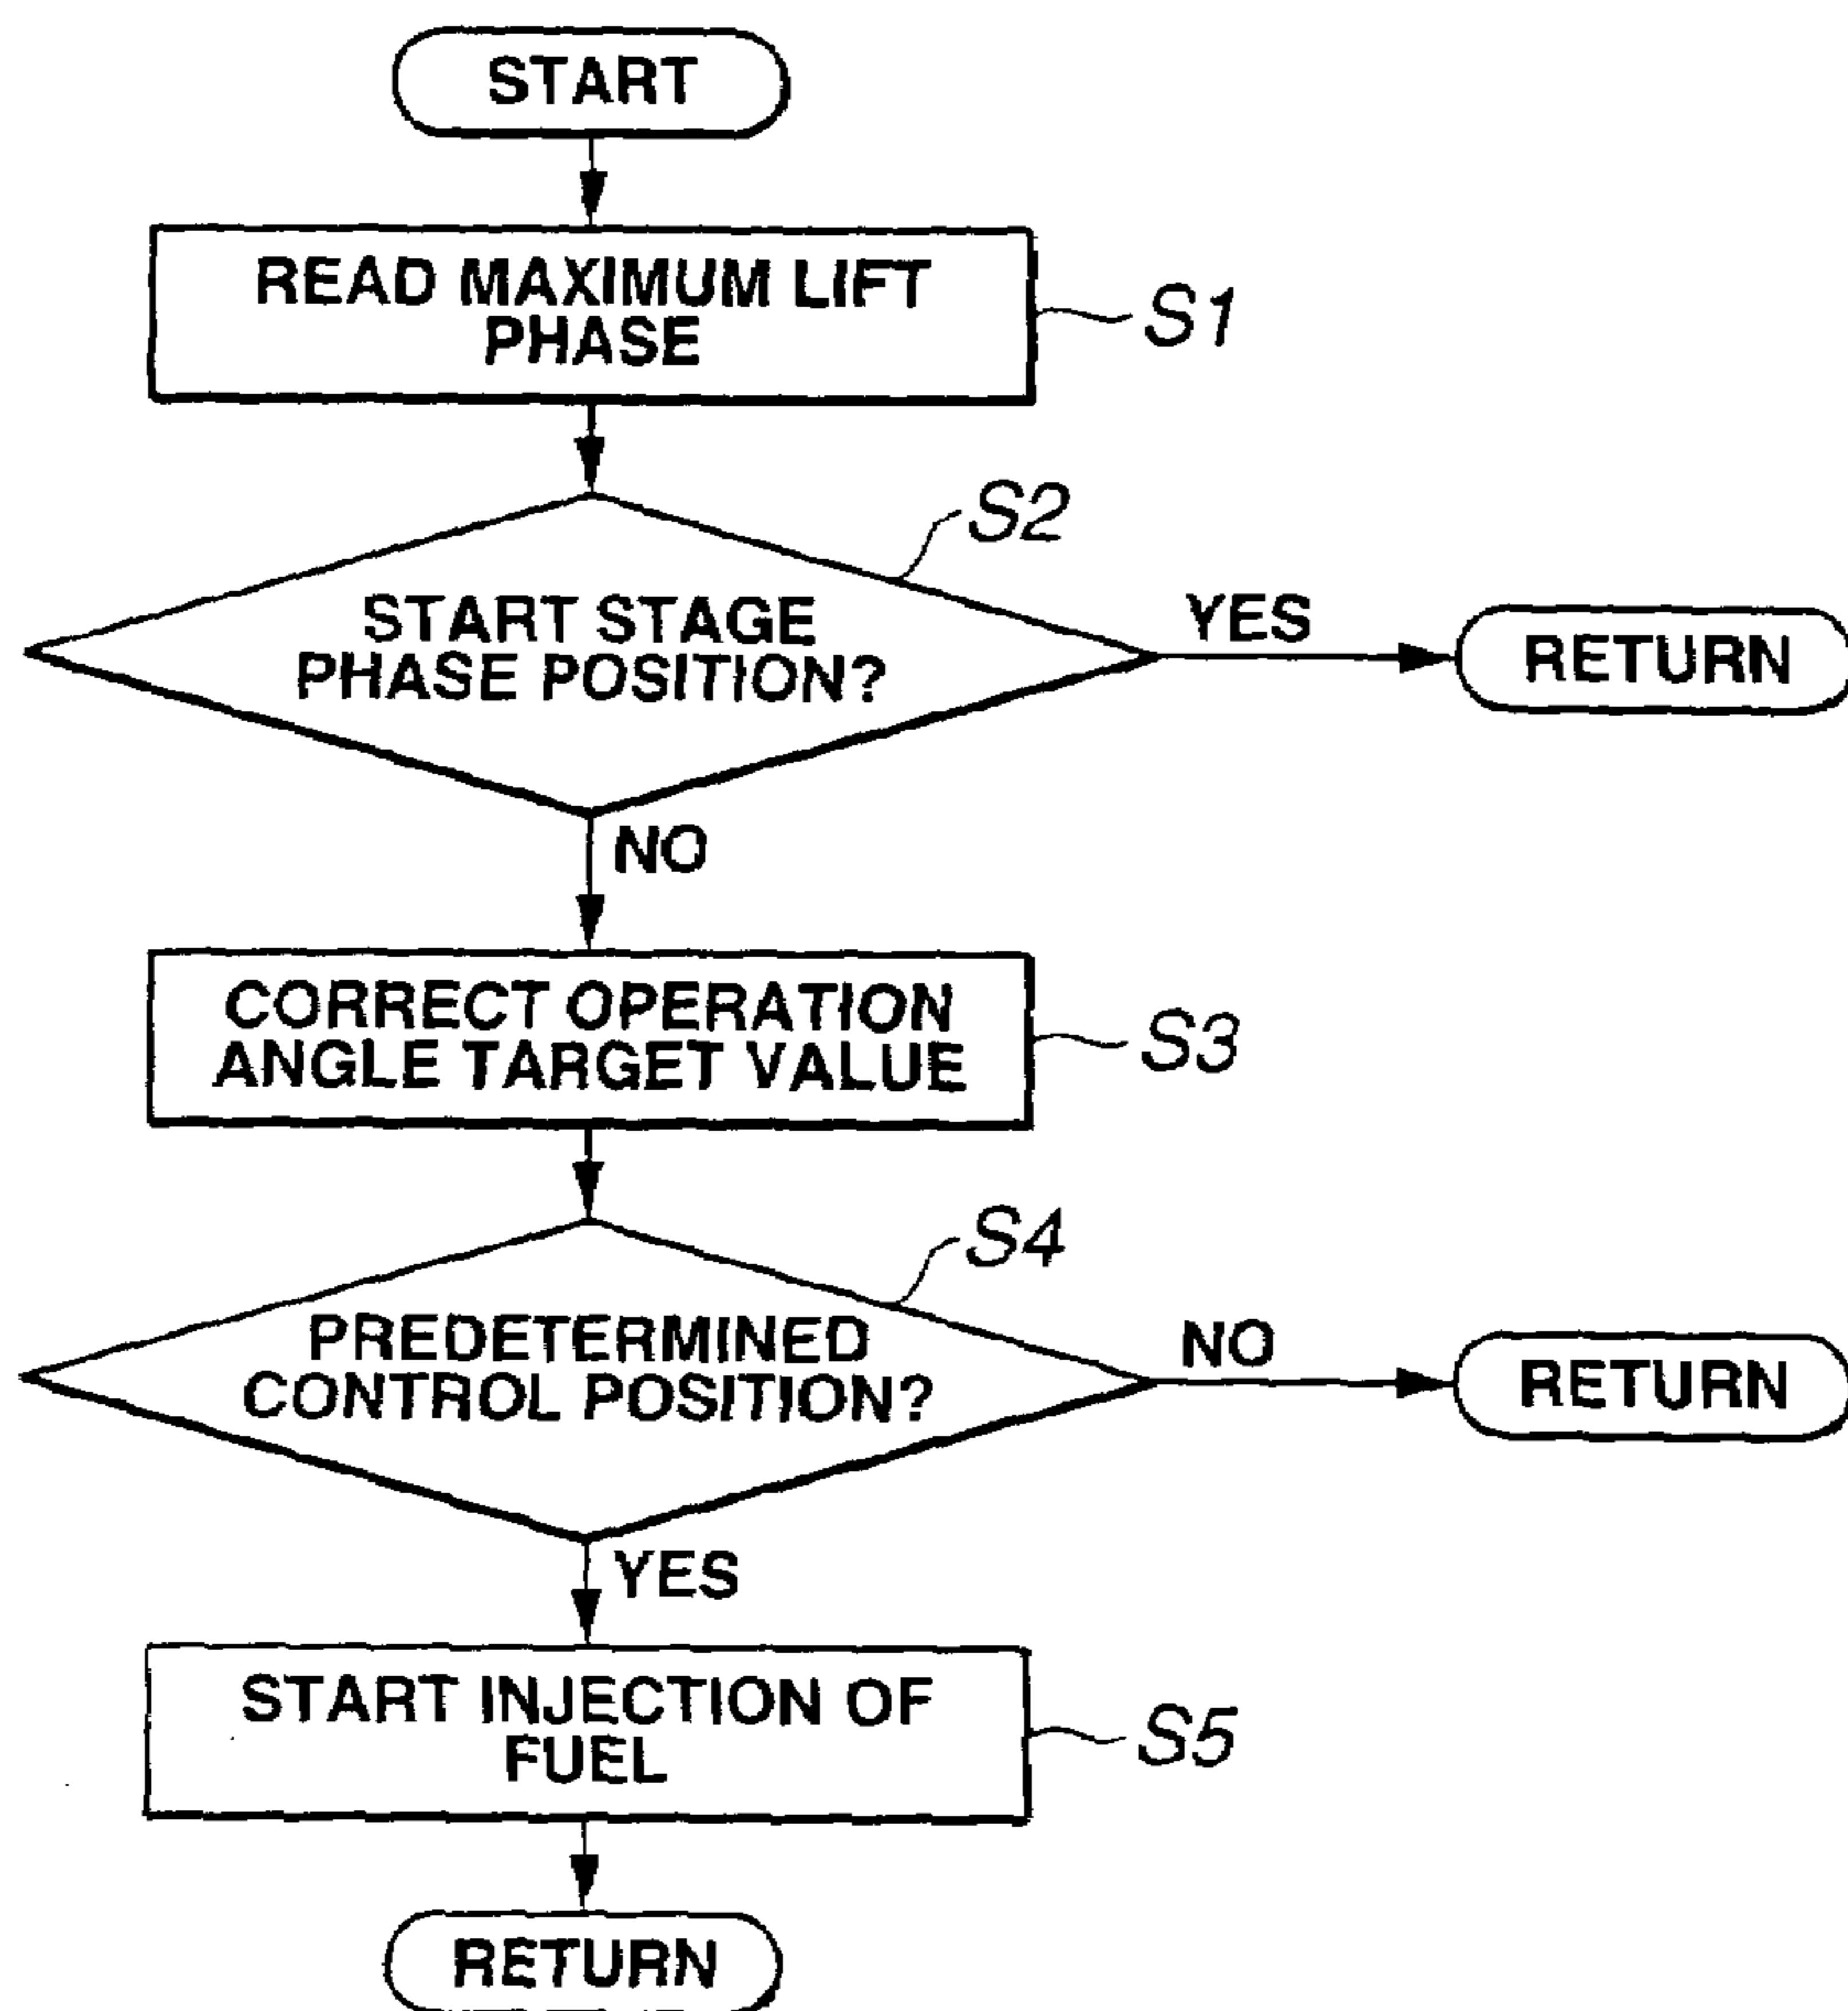 START
READ MAXIMUM LIFT
PHASE
S1
S2
START STAGE
PHASE POSITION?
YES
RETURN
NO
CORRECT OPERATION
ANGLE TARGET VALUE
S3
S4
PREDETERMINED
CONTROL POSITION?
NO
RETURN
YES
START INJECTION OF
FUEL
S5
RETURN